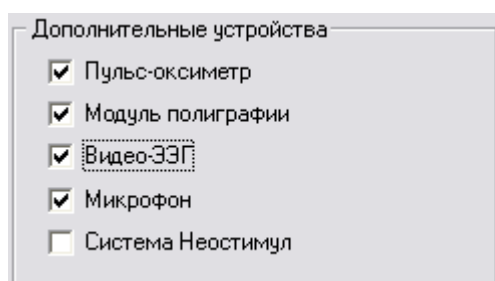 Дополнительные устройства
Пульс-оксиметр
Модуль полиграфии
Видео-ЭЭГ
Микрофон
Система Неостимул